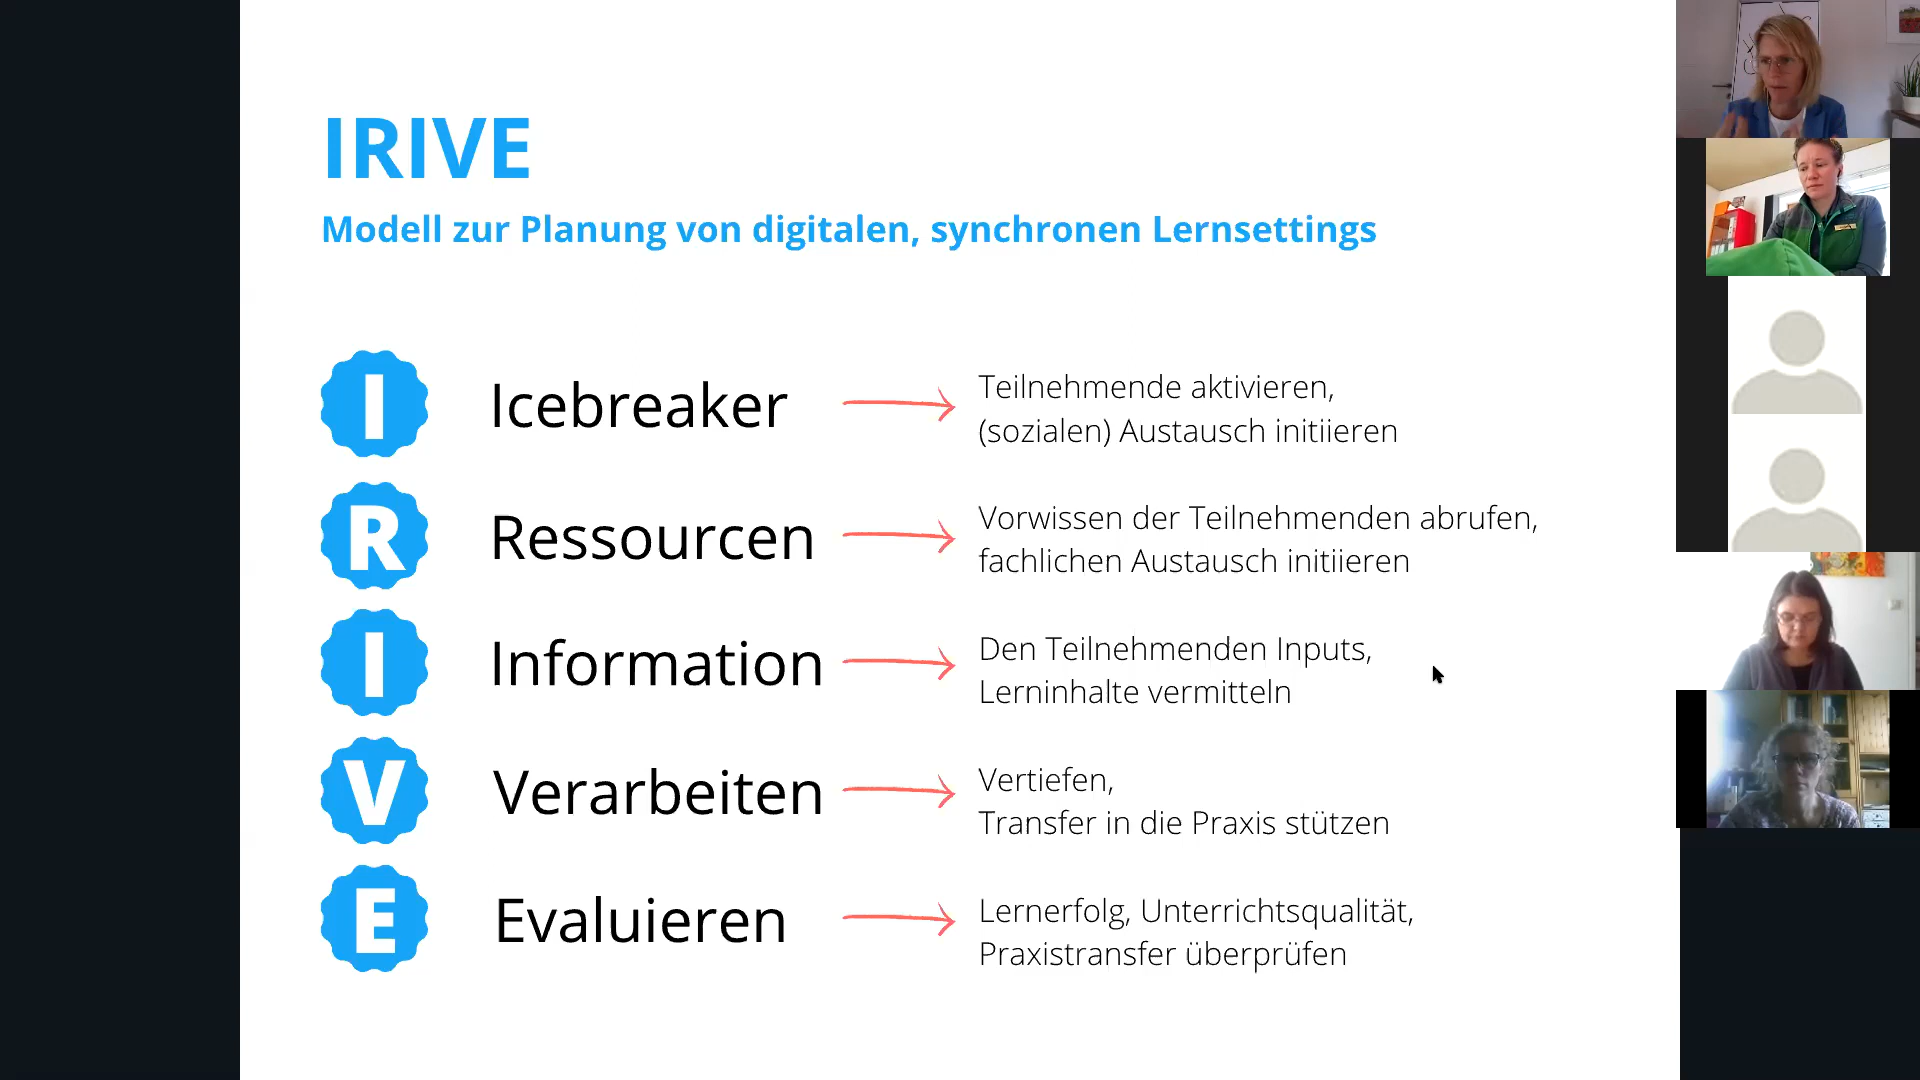 IRIVE
Modell zur Planung von digitalen, synchronen Lernsettings
I
Icebreaker
Teilnehmende aktivieren,
(sozialen) Austausch initiieren
R
Ressourcen
Vorwissen der Teilnehmenden abrufen,
fachlichen Austausch initiieren
I
Information
Den Teilnehmenden Inputs,
Lerninhalte vermitteln
V
Verarbeiten
Vertiefen,
Transfer in die Praxis stützen
E
Evaluieren
Lernerfolg, Unterrichtsqualität,
Praxistransfer überprüfen